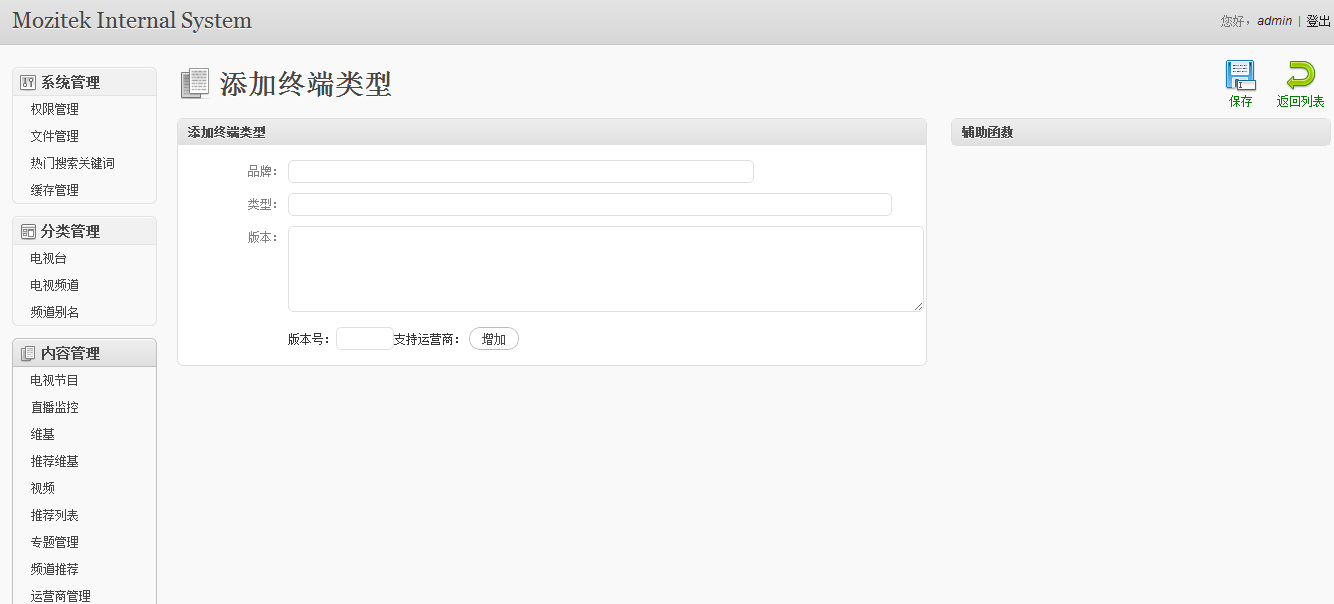 Mozitek Internal System
您好，admin | 登出
系统管理
权限管理
文件管理
热门搜索关键词
缓存管理
分类管理
电视台
电视频道
频道别名
内容管理
电视节目
直播监控
维基
推荐维基
视频
推荐列表
专题管理
频道推荐
运营商管理
添加终端类型
保存
返回列表
添加终端类型
品牌：
类型：
版本：
版本号： 支持运营商： 增加
辅助函数